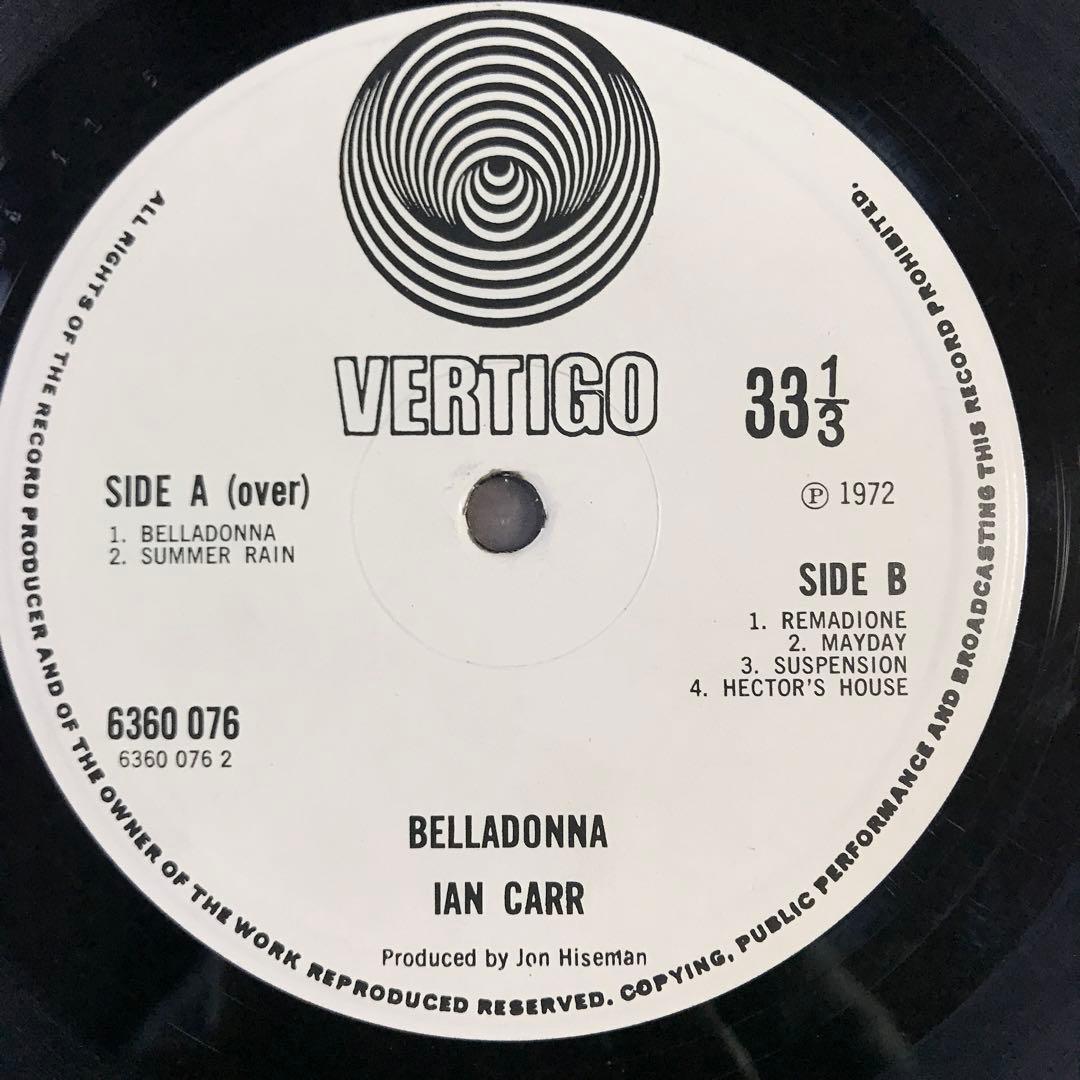 VERTIGO
33 1/3
SIDE A (over)
1. BELLADONNA
2. SUMMER RAIN
℗ 1972
SIDE B
1. REMADIONE
2. MAYDAY
3. SUSPENSION
4. HECTOR'S HOUSE
6360 076
6360 076 2
BELLADONNA
IAN CARR
Produced by Jon Hiseman
ALL RIGHTS OF THE RECORD PRODUCER AND OF THE OWNER OF THE WORK REPRODUCED RESERVED. COPYING, PUBLIC PERFORMANCE AND BROADCASTING THIS RECORD PROHIBITED.